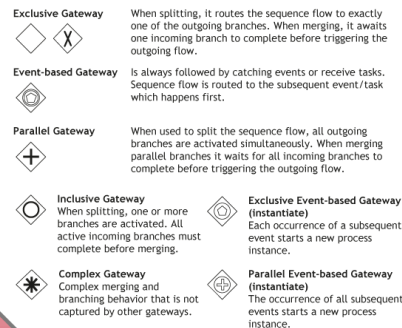 Exclusive Gateway
When splitting, it routes the sequence flow to exactly
one of the outgoing branches. When merging, it awaits
one incoming branch to complete before triggering the
outgoing flow.
Event-based Gateway
Is always followed by catching events or receive tasks.
Sequence flow is routed to the subsequent event/task
which happens first.
Parallel Gateway
When used to split the sequence flow, all outgoing
branches are activated simultaneously. When merging
parallel branches it waits for all incoming branches to
complete before triggering the outgoing flow.
Inclusive Gateway
When splitting, one or more
branches are activated. All
active incoming branches must
complete before merging.
Exclusive Event-based Gateway
(instantiate)
Each occurrence of a subsequent
event starts a new process
instance.
Complex Gateway
Complex merging and
branching behavior that is not
captured by other gateways.
Parallel Event-based Gateway
(instantiate)
The occurrence of all subsequent
events starts a new process
instance.